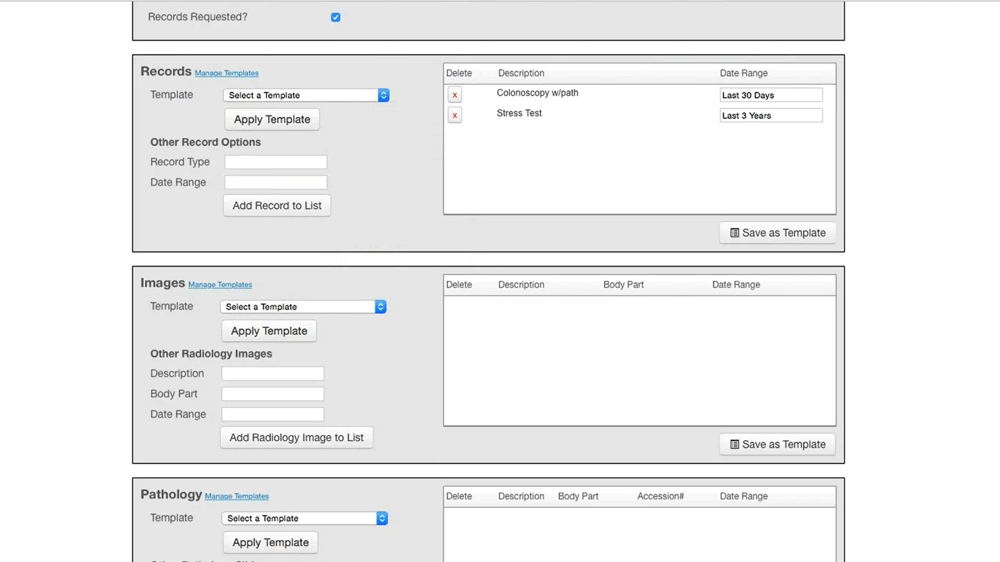 Records Requested?
Records Manage Templates
Template Select a Template
Apply Template
Other Record Options
Record Type
Date Range
Add Record to List
Delete Description Date Range
x Colonoscopy w/path Last 30 Days
x Stress Test Last 3 Years
Save as Template
Images Manage Templates
Template Select a Template
Apply Template
Other Radiology Images
Description
Body Part
Date Range
Add Radiology Image to List
Delete Description Body Part Date Range
Save as Template
Pathology Manage Templates
Template Select a Template
Apply Template
Delete Description Body Part Accession# Date Range